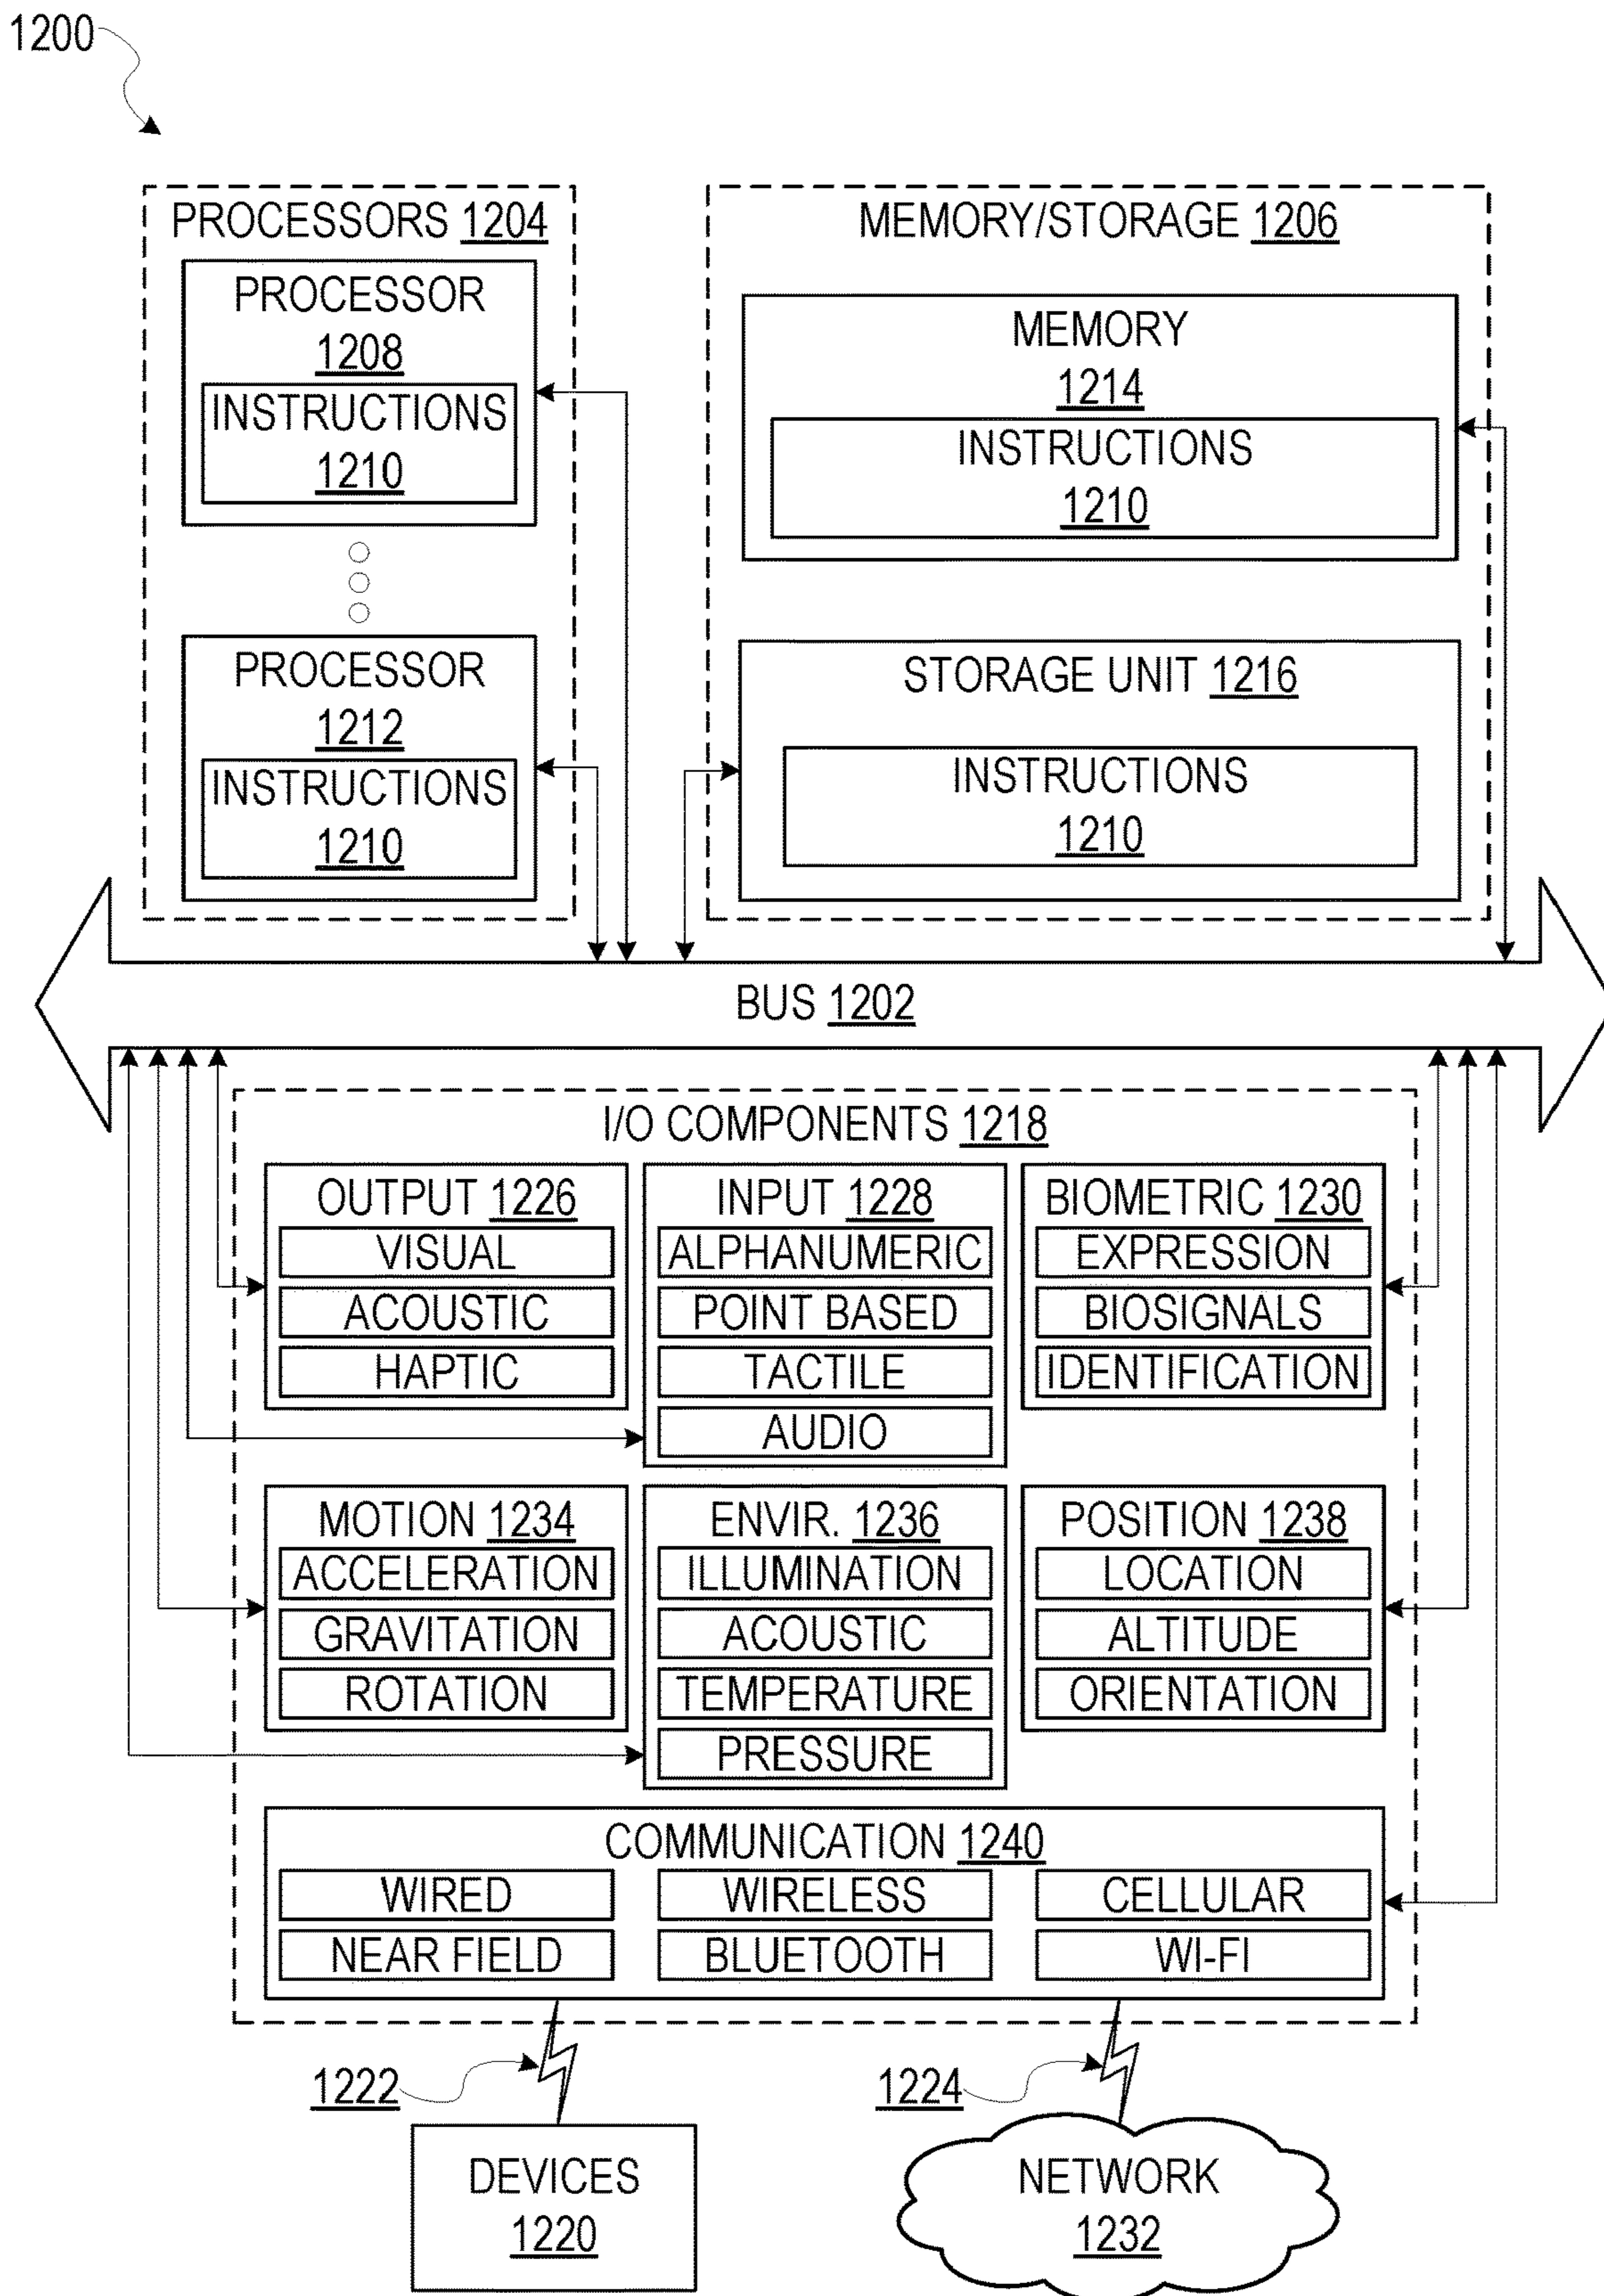 1200
PROCESSORS 1204
PROCESSOR
1208
INSTRUCTIONS
1210
PROCESSOR
1212
INSTRUCTIONS
1210
MEMORY/STORAGE 1206
MEMORY
1214
INSTRUCTIONS
1210
STORAGE UNIT 1216
INSTRUCTIONS
1210
BUS 1202
I/O COMPONENTS 1218
OUTPUT 1226
VISUAL
ACOUSTIC
HAPTIC
INPUT 1228
ALPHANUMERIC
POINT BASED
TACTILE
AUDIO
BIOMETRIC 1230
EXPRESSION
BIOSIGNALS
IDENTIFICATION
MOTION 1234
ACCELERATION
GRAVITATION
ROTATION
ENVIR. 1236
ILLUMINATION
ACOUSTIC
TEMPERATURE
PRESSURE
POSITION 1238
LOCATION
ALTITUDE
ORIENTATION
COMMUNICATION 1240
WIRED
WIRELESS
CELLULAR
NEAR FIELD
BLUETOOTH
WI-FI
1222
1224
DEVICES
1220
NETWORK
1232